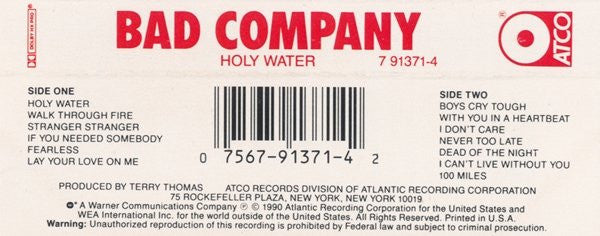 DOLBY HX PRO
BAD COMPANY
HOLY WATER
7 91371-4
®
ATCO
SIDE ONE
HOLY WATER
WALK THROUGH FIRE
STRANGER STRANGER
IF YOU NEEDED SOMEBODY
FEARLESS
LAY YOUR LOVE ON ME
0 7567-91371-4 2
SIDE TWO
BOYS CRY TOUGH
WITH YOU IN A HEARTBEAT
I DON'T CARE
NEVER TOO LATE
DEAD OF THE NIGHT
I CAN'T LIVE WITHOUT YOU
100 MILES
PRODUCED BY TERRY THOMAS ATCO RECORDS DIVISION OF ATLANTIC RECORDING CORPORATION
75 ROCKEFELLER PLAZA, NEW YORK, NEW YORK 10019
A Warner Communications Company ℗ © 1990 Atlantic Recording Corporation for the United States and
WEA International Inc. for the world outside of the United States. All Rights Reserved. Printed in U.S.A.
Warning: Unauthorized reproduction of this recording is prohibited by Federal law and subject to criminal prosecution.